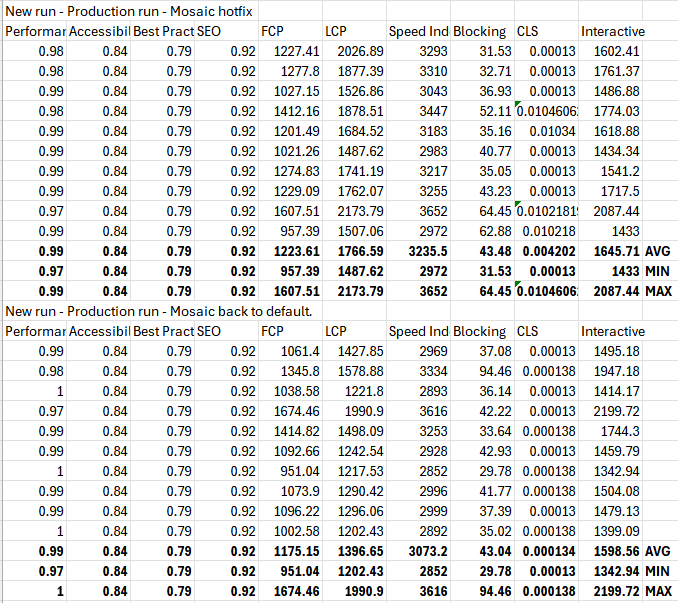 New run - Production run - Mosaic hotfix
Performar Accessibil Best Pract SEO FCP LCP Speed Ind Blocking CLS Interactive
0.98 0.84 0.79 0.92 1227.41 2026.89 3293 31.53 0.00013 1602.41
0.98 0.84 0.79 0.92 1277.8 1877.39 3310 32.71 0.00013 1761.37
0.99 0.84 0.79 0.92 1027.15 1526.86 3043 36.93 0.00013 1486.88
0.98 0.84 0.79 0.92 1412.16 1878.51 3447 52.11 0.0104606 1774.03
0.99 0.84 0.79 0.92 1201.49 1684.52 3183 35.16 0.01034 1618.88
0.99 0.84 0.79 0.92 1021.26 1487.62 2983 40.77 0.00013 1434.34
0.99 0.84 0.79 0.92 1274.83 1741.19 3217 35.05 0.00013 1541.2
0.99 0.84 0.79 0.92 1229.09 1762.07 3255 43.23 0.00013 1717.5
0.97 0.84 0.79 0.92 1607.51 2173.79 3652 64.45 0.0102181 2087.44
0.99 0.84 0.79 0.92 957.39 1507.06 2972 62.88 0.010218 1433
0.99 0.84 0.79 0.92 1223.61 1766.59 3235.5 43.48 0.004202 1645.71 AVG
0.97 0.84 0.79 0.92 957.39 1487.62 2972 31.53 0.00013 1433 MIN
0.99 0.84 0.79 0.92 1607.51 2173.79 3652 64.45 0.0104606 2087.44 MAX
New run - Production run - Mosaic back to default.
Performar Accessibil Best Pract SEO FCP LCP Speed Ind Blocking CLS Interactive
0.99 0.84 0.79 0.92 1061.4 1427.85 2969 37.08 0.00013 1495.18
0.98 0.84 0.79 0.92 1345.8 1578.88 3334 94.46 0.000138 1947.18
1 0.84 0.79 0.92 1038.58 1221.8 2893 36.14 0.00013 1414.17
0.97 0.84 0.79 0.92 1674.46 1990.9 3616 42.22 0.00013 2199.72
0.99 0.84 0.79 0.92 1414.82 1498.09 3253 33.64 0.000138 1744.3
0.99 0.84 0.79 0.92 1092.66 1242.54 2928 42.93 0.00013 1459.79
1 0.84 0.79 0.92 951.04 1217.53 2852 29.78 0.000138 1342.94
0.99 0.84 0.79 0.92 1073.9 1290.42 2996 41.77 0.000138 1504.08
0.99 0.84 0.79 0.92 1096.22 1296.06 2999 37.39 0.00013 1479.13
1 0.84 0.79 0.92 1002.58 1202.43 2892 35.02 0.000138 1399.09
0.99 0.84 0.79 0.92 1175.15 1396.65 3073.2 43.04 0.000134 1598.56 AVG
0.97 0.84 0.79 0.92 951.04 1202.43 2852 29.78 0.00013 1342.94 MIN
1 0.84 0.79 0.92 1674.46 1990.9 3616 94.46 0.000138 2199.72 MAX